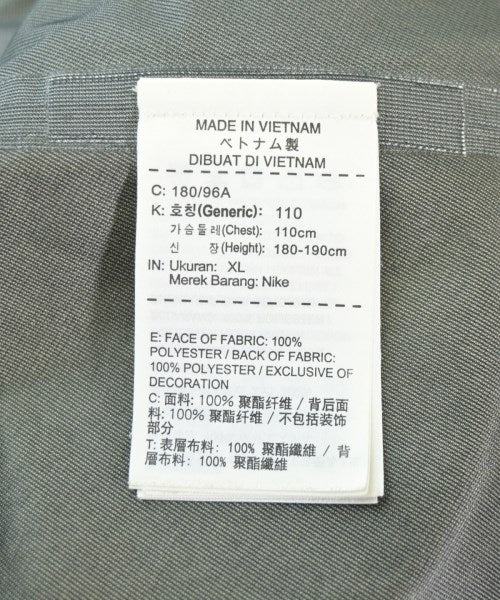 MADE IN VIETNAM
ベトナム製
DIBUAT DI VIETNAM
C: 180/96A
K: 호칭(Generic): 110
가슴둘레(Chest): 110cm
신 장(Height): 180-190cm
IN: Ukuran: XL
Merek Barang: Nike
E: FACE OF FABRIC: 100%
POLYESTER / BACK OF FABRIC:
100% POLYESTER / EXCLUSIVE OF
DECORATION
C: 面料: 100% 聚酯纤维 / 背后面
料: 100% 聚酯纤维 / 不包括装饰
部分
T: 表層布料: 100% 聚酯纖維 / 背
層布料: 100% 聚酯纖維